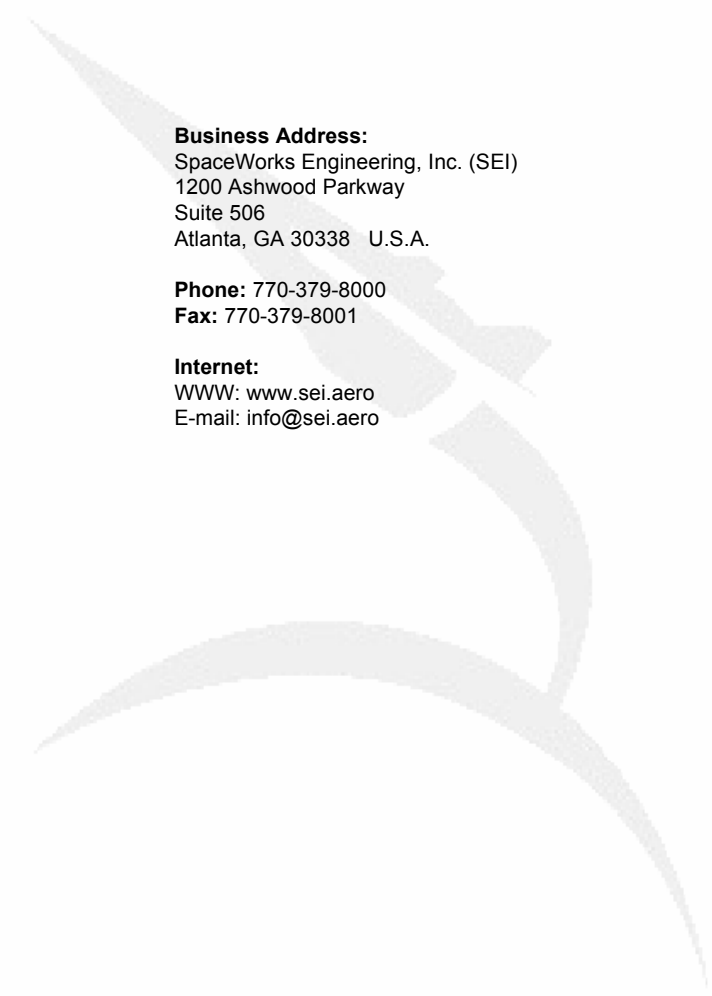 Business Address:
SpaceWorks Engineering, Inc. (SEI)
1200 Ashwood Parkway
Suite 506
Atlanta, GA 30338   U.S.A.
Phone: 770-379-8000
Fax: 770-379-8001
Internet:
WWW: www.sei.aero
E-mail: info@sei.aero